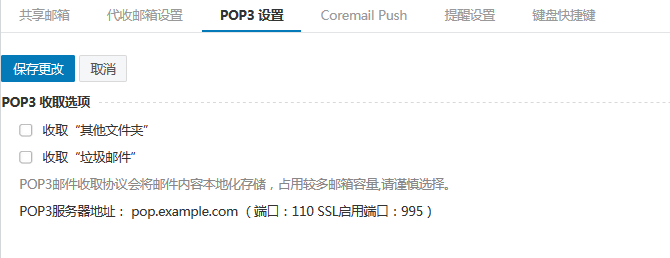 共享邮箱 代收邮箱设置 POP3 设置 Coremail Push 提醒设置 键盘快捷键
保存更改 取消
POP3 收取选项
收取“其他文件夹”
收取“垃圾邮件”
POP3邮件收取协议会将邮件内容本地化存储，占用较多邮箱容量,请谨慎选择。
POP3服务器地址： pop.example.com （端口：110 SSL启用端口：995）